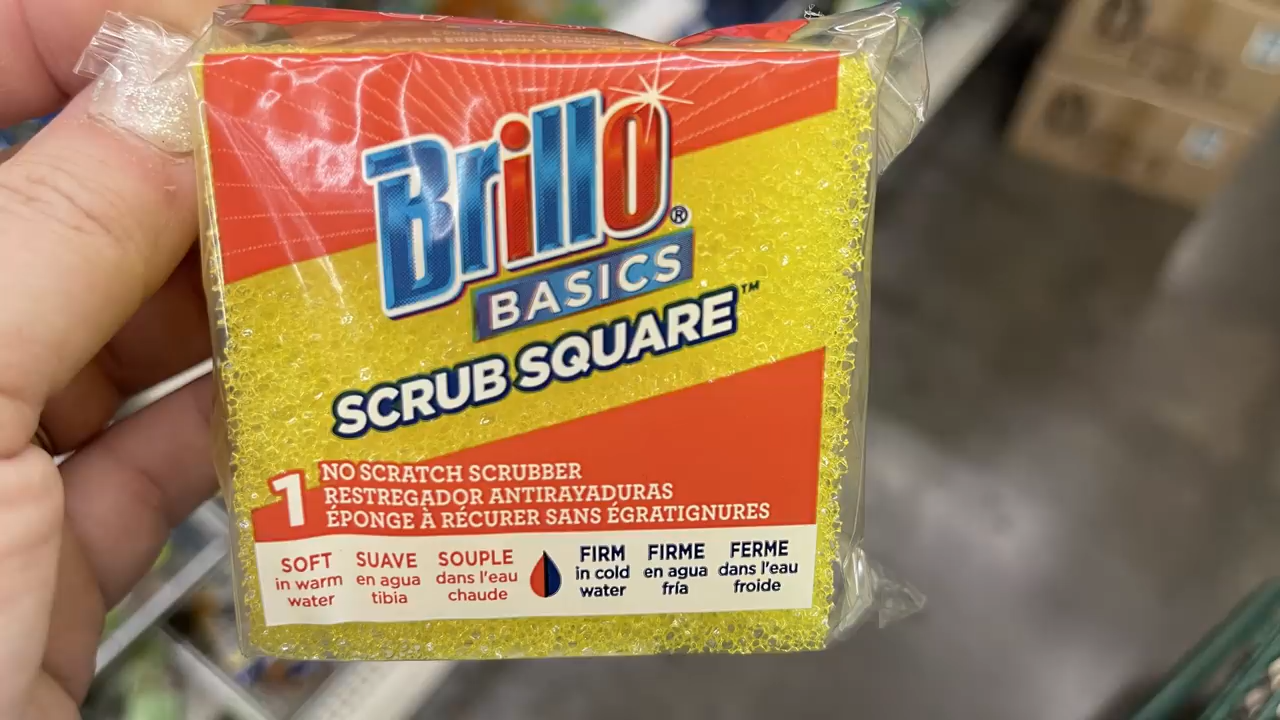 Brillo®
BASICS
SCRUB SQUARE™
1 NO SCRATCH SCRUBBER
RESTREGADOR ANTIRAYADURAS
ÉPONGE À RÉCURER SANS ÉGRATIGNURES
SOFT in warm water
SUAVE en agua tibia
SOUPLE dans l'eau chaude
FIRM in cold water
FIRME en agua fría
FERME dans l'eau froide